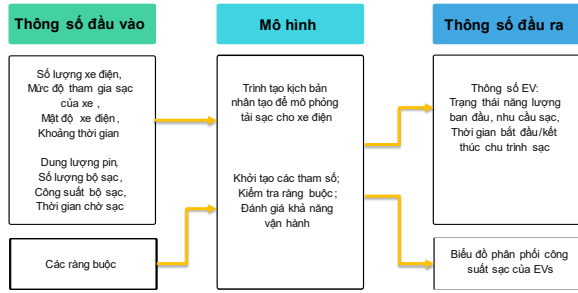 Thông số đầu vào
Số lượng xe điện,
Mức độ tham gia sạc
của xe ,
Mật độ xe điện,
Khoảng thời gian
Dung lượng pin,
Số lượng bộ sạc,
Công suất bộ sạc,
Thời gian chờ sạc
Các ràng buộc
Mô hình
Trình tạo kịch bản
nhân tạo để mô phỏng
tải sạc cho xe điện
Khởi tạo các tham số;
Kiểm tra ràng buộc;
Đánh giá khả năng
vận hành
Thông số đầu ra
Thông số EV:
Trạng thái năng lượng
ban đầu, nhu cầu sạc,
Thời gian bắt đầu/kết
thúc chu trình sạc
Biểu đồ phân phối công
suất sạc của EVs